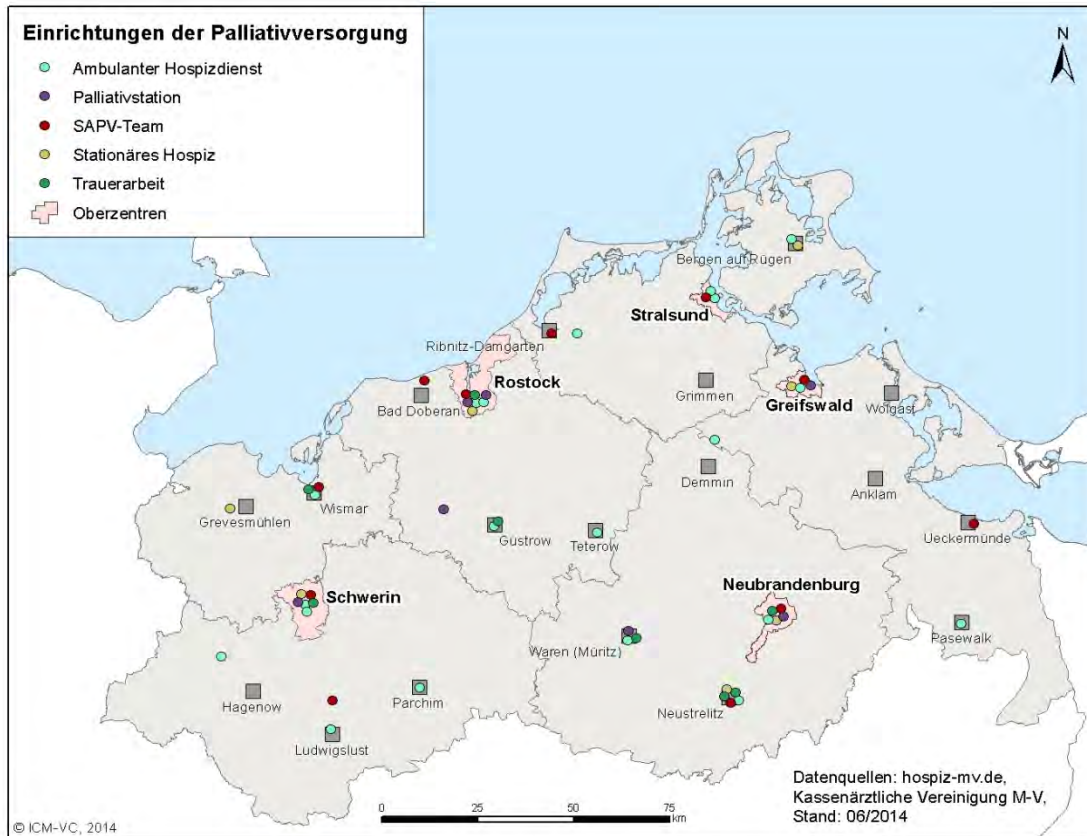 Einrichtungen der Palliativversorgung
Ambulanter Hospizdienst
Palliativstation
SAPV-Team
Stationäres Hospiz
Trauerarbeit
Oberzentren
N
Bergen auf Rügen
Stralsund
Ribnitz-Damgarten
Rostock
Bad Doberan
Grimmen
Greifswald
Wolgast
Demmin
Anklam
Grevesmühlen
Wismar
Güstrow
Teterow
Ueckermünde
Schwerin
Neubrandenburg
Waren (Müritz)
Pasewalk
Hagenow
Parchim
Neustrelitz
Ludwigslust
Datenquellen: hospiz-mv.de,
Kassenärztliche Vereinigung M-V,
Stand: 06/2014
0 25 50 75
km
© ICM-VC, 2014